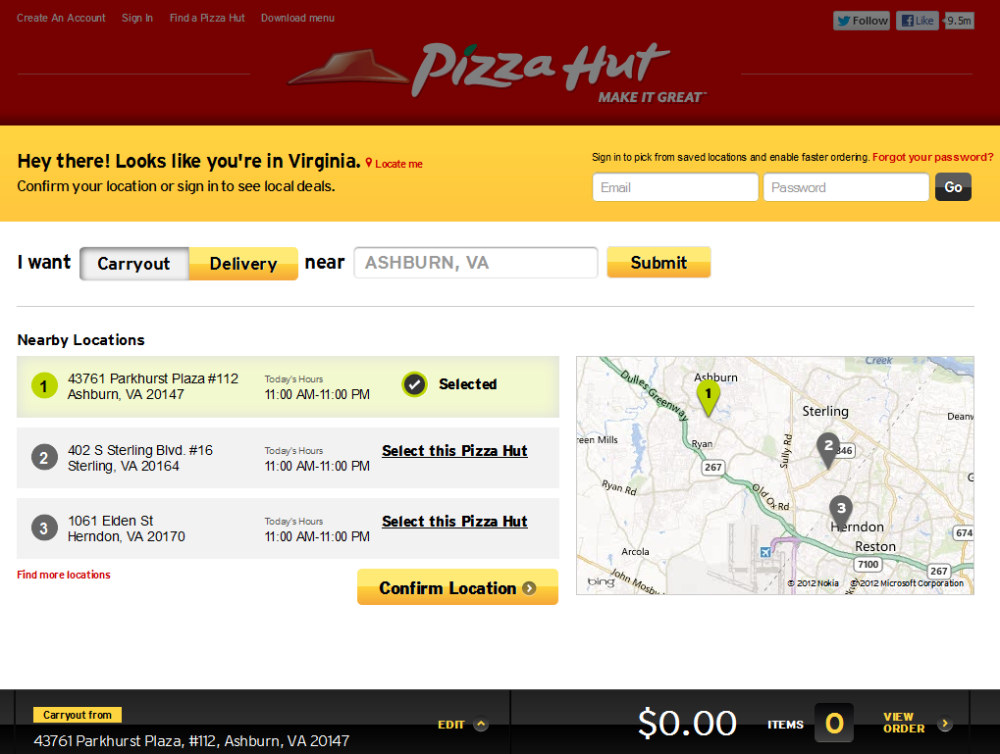 Create An Account Sign In Find a Pizza Hut Download menu
Follow Like 9.5m
Pizza Hut
MAKE IT GREAT™
Hey there! Looks like you're in Virginia. Locate me
Confirm your location or sign in to see local deals.
Sign in to pick from saved locations and enable faster ordering. Forgot your password?
Email Password Go
I want Carryout Delivery near ASHBURN, VA Submit
Nearby Locations
1 43761 Parkhurst Plaza #112
Ashburn, VA 20147
Today's Hours
11:00 AM-11:00 PM
Selected
2 402 S Sterling Blvd. #16
Sterling, VA 20164
Today's Hours
11:00 AM-11:00 PM
Select this Pizza Hut
3 1061 Elden St
Herndon, VA 20170
Today's Hours
11:00 AM-11:00 PM
Select this Pizza Hut
Find more locations
Confirm Location
Creek
Dulles Greenway
Ashburn
1
Sterling
Deanw
reen Mills
Ryan
Sully Rd
2
846
267
Ryan Rd
Old Ox Rd
3
Herndon
674
Reston
Arcola
7100
267
John Mosby
bing
© 2012 Nokia © 2012 Microsoft Corporation
Carryout from
43761 Parkhurst Plaza, #112, Ashburn, VA 20147
EDIT
$0.00 ITEMS 0
VIEW
ORDER